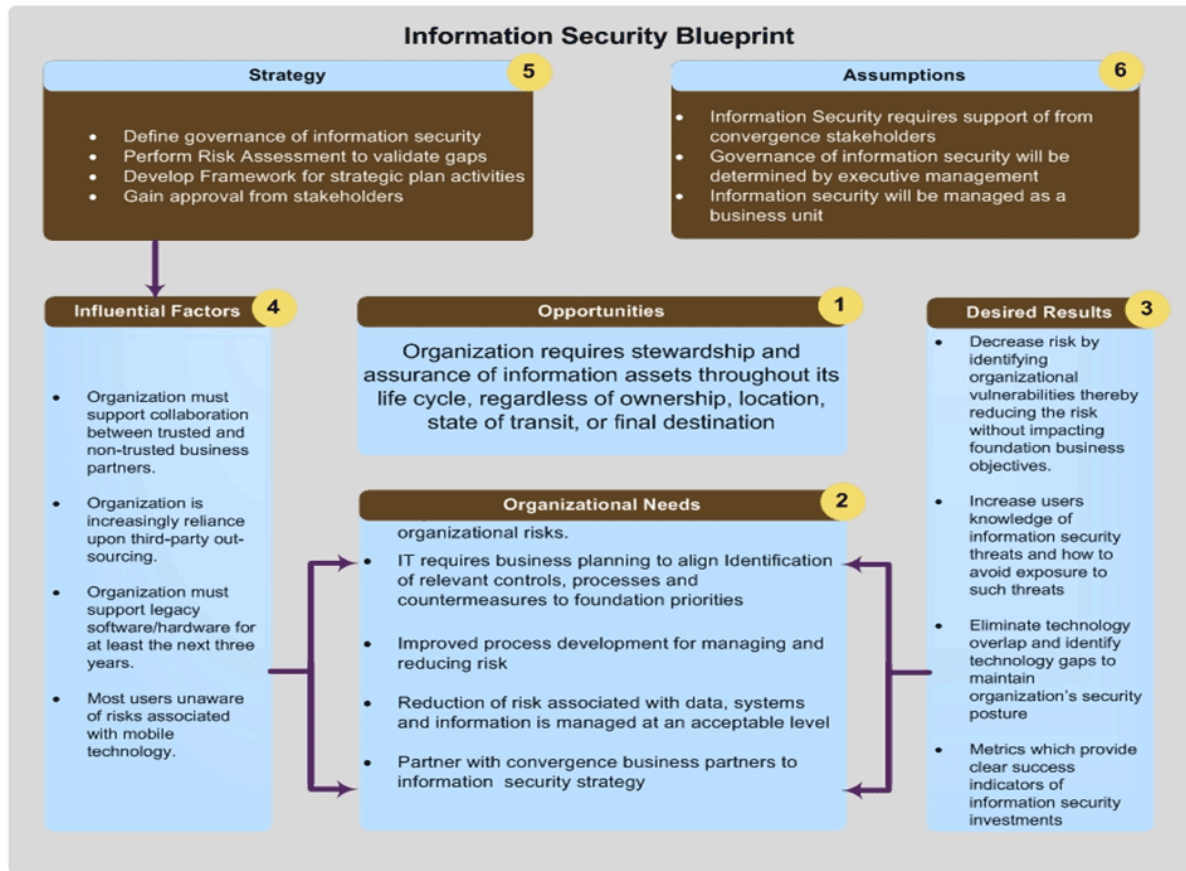 Information Security Blueprint
Strategy
5
• Define governance of information security
• Perform Risk Assessment to validate gaps
• Develop Framework for strategic plan activities
• Gain approval from stakeholders
Assumptions
6
• Information Security requires support of from
convergence stakeholders
• Governance of information security will be
determined by executive management
• Information security will be managed as a
business unit
Influential Factors
4
• Organization must
support collaboration
between trusted and
non-trusted business
partners.
• Organization is
increasingly reliance
upon third-party out-
sourcing.
• Organization must
support legacy
software/hardware for
at least the next three
years.
• Most users unaware
of risks associated
with mobile
technology.
Opportunities
1
Organization requires stewardship and
assurance of information assets throughout its
life cycle, regardless of ownership, location,
state of transit, or final destination
Organizational Needs
2
organizational risks.
• IT requires business planning to align Identification
of relevant controls, processes and
countermeasures to foundation priorities
• Improved process development for managing and
reducing risk
• Reduction of risk associated with data, systems
and information is managed at an acceptable level
• Partner with convergence business partners to
information security strategy
Desired Results
3
• Decrease risk by
identifying
organizational
vulnerabilities thereby
reducing the risk
without impacting
foundation business
objectives.
• Increase users
knowledge of
information security
threats and how to
avoid exposure to
such threats
• Eliminate technology
overlap and identify
technology gaps to
maintain
organization's security
posture
• Metrics which provide
clear success
indicators of
information security
investments